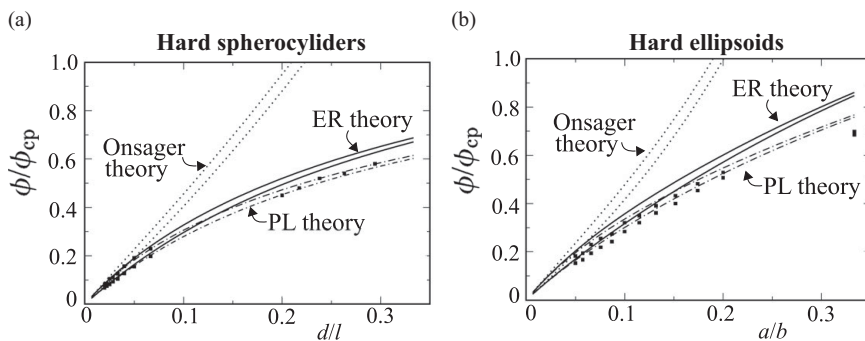 (a)
Hard spherocyliders
1.0
0.8
0.6
0.4
0.2
0
ϕ/ϕcp
Onsager
theory
ER theory
PL theory
0 0.1 0.2 0.3
d/l
(b)
Hard ellipsoids
1.0
0.8
0.6
0.4
0.2
0.0
ϕ/ϕcp
Onsager
theory
ER theory
PL theory
0 0.1 0.2 0.3
a/b